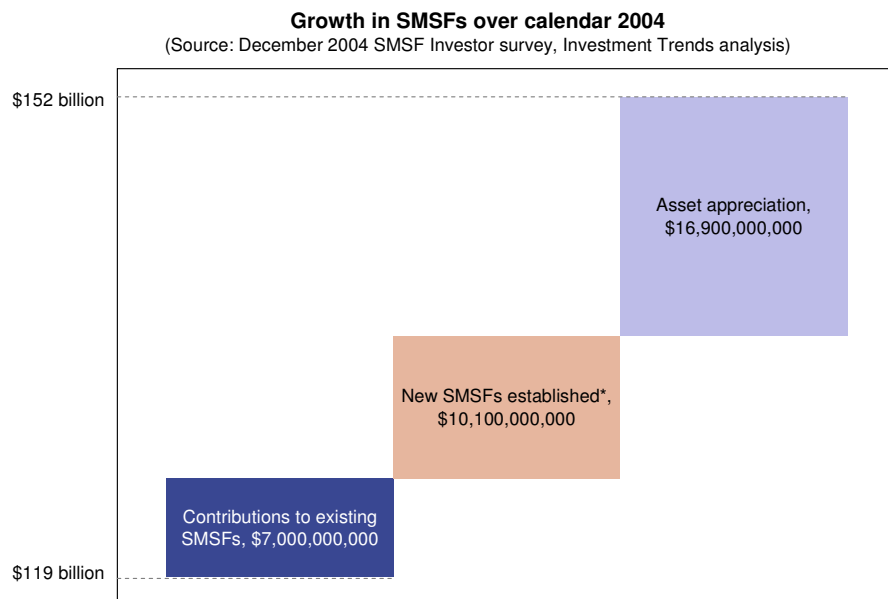 Growth in SMSFs over calendar 2004
(Source: December 2004 SMSF Investor survey, Investment Trends analysis)
$152 billion
Asset appreciation,
$16,900,000,000
New SMSFs established*,
$10,100,000,000
Contributions to existing
SMSFs, $7,000,000,000
$119 billion